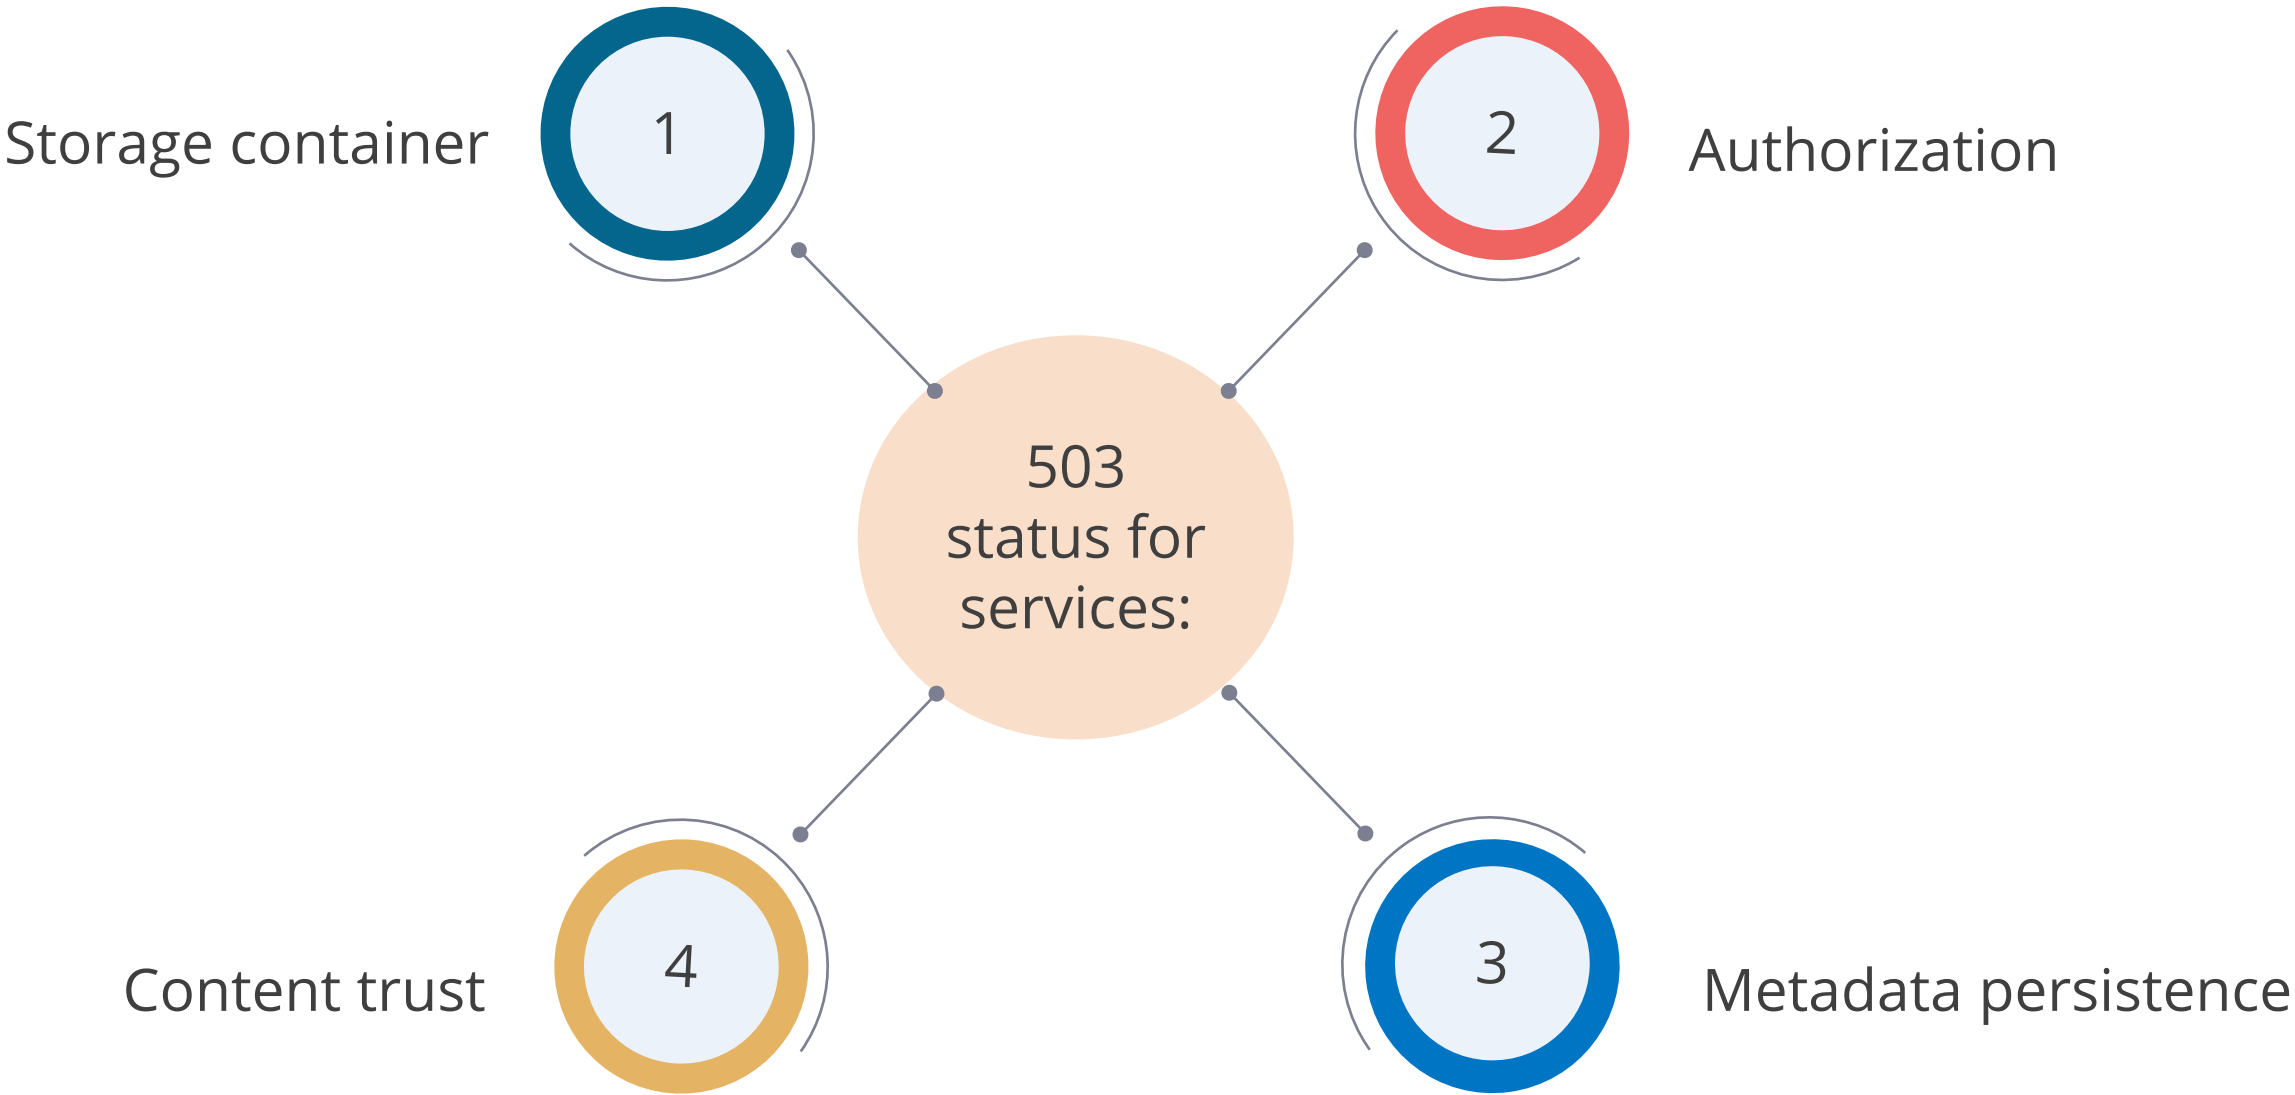 Storage container
1
2
Authorization
503
status for
services:
Content trust
4
3
Metadata persistence